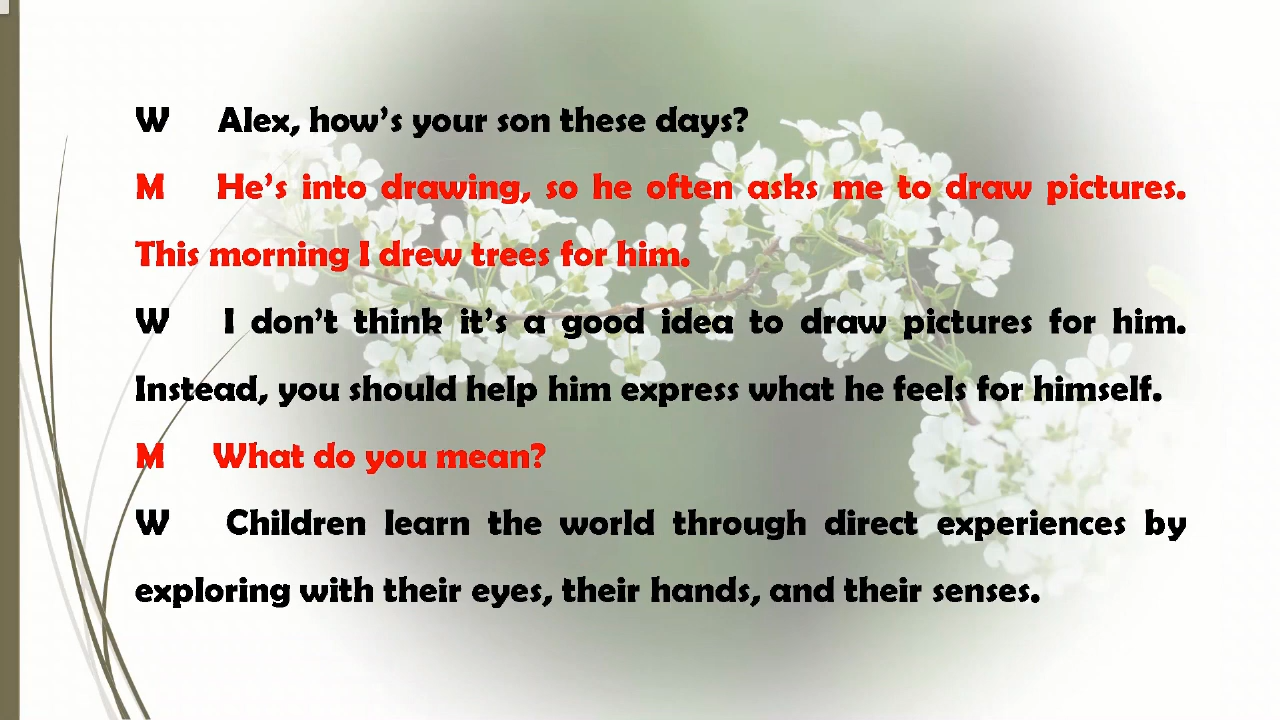 W Alex, how’s your son these days?
M He’s into drawing, so he often asks me to draw pictures.
This morning I drew trees for him.
W I don’t think it’s a good idea to draw pictures for him.
Instead, you should help him express what he feels for himself.
M What do you mean?
W Children learn the world through direct experiences by
exploring with their eyes, their hands, and their senses.